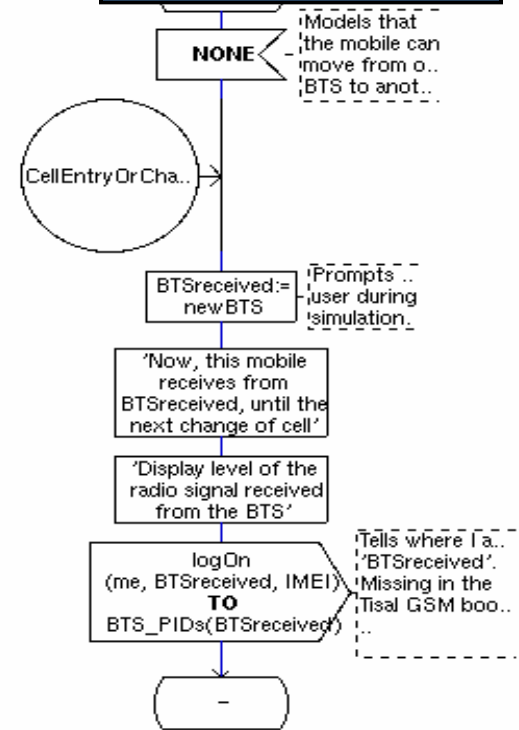 NONE
Models that
the mobile can
move from o..
BTS to anot..
CellEntryOrCha..
BTSreceived:=
newBTS
Prompts ..
user during
simulation.
'Now, this mobile
receives from
BTSreceived, until the
next change of cell'
'Display level of the
radio signal received
from the BTS'
logOn
(me, BTSreceived, IMEI)
TO
BTS_PIDs(BTSreceived)
Tells where I a..
'BTSreceived'.
Missing in the
Tisal GSM boo..
..
-